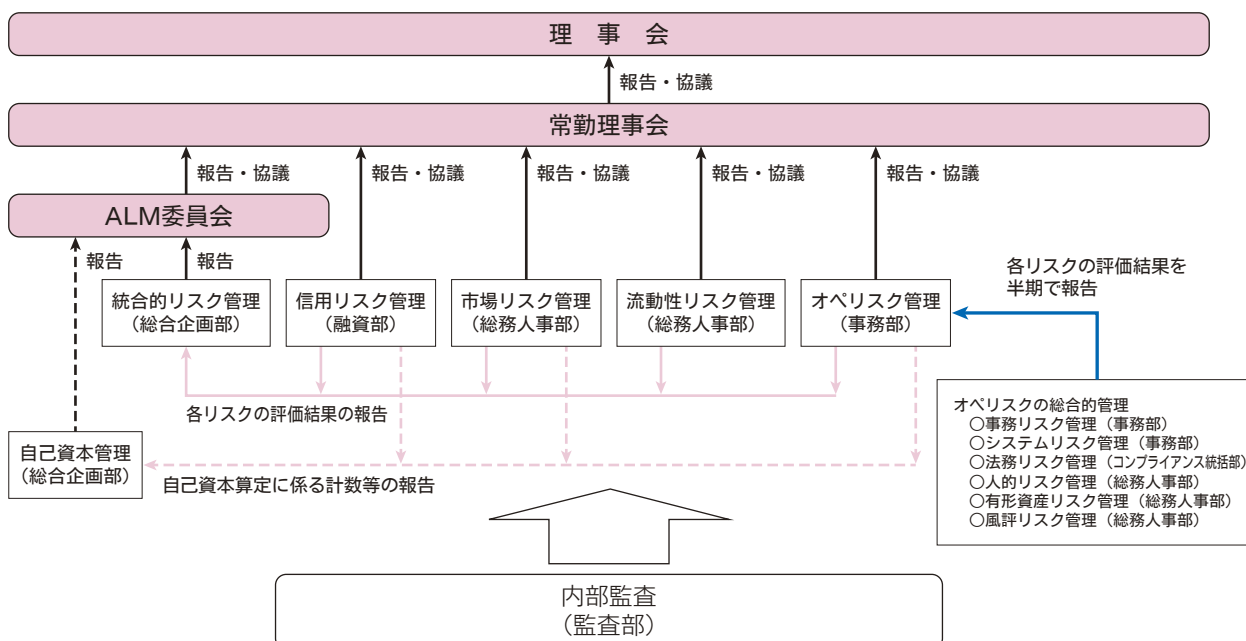 理 事 会
報告・協議
常勤理事会
報告・協議
報告・協議
報告・協議
報告・協議
報告・協議
ALM委員会
報告
報告
各リスクの評価結果を
半期で報告
統合的リスク管理
（総合企画部）
信用リスク管理
（融資部）
市場リスク管理
（総務人事部）
流動性リスク管理
（総務人事部）
オペリスク管理
（事務部）
各リスクの評価結果の報告
オペリスクの総合的管理
○事務リスク管理（事務部）
○システムリスク管理（事務部）
○法務リスク管理（コンプライアンス統括部）
○人的リスク管理（総務人事部）
○有形資産リスク管理（総務人事部）
○風評リスク管理（総務人事部）
自己資本管理
（総合企画部）
自己資本算定に係る計数等の報告
内部監査
（監査部）